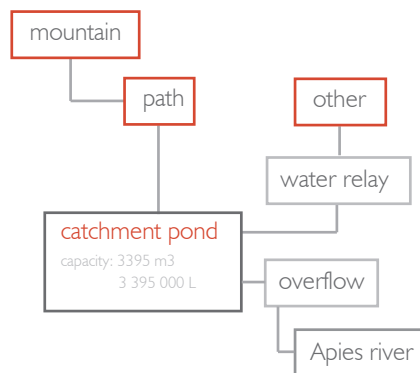 mountain
path
other
water relay
catchment pond
capacity: 3395 m3
3 395 000 L
overflow
Apies river